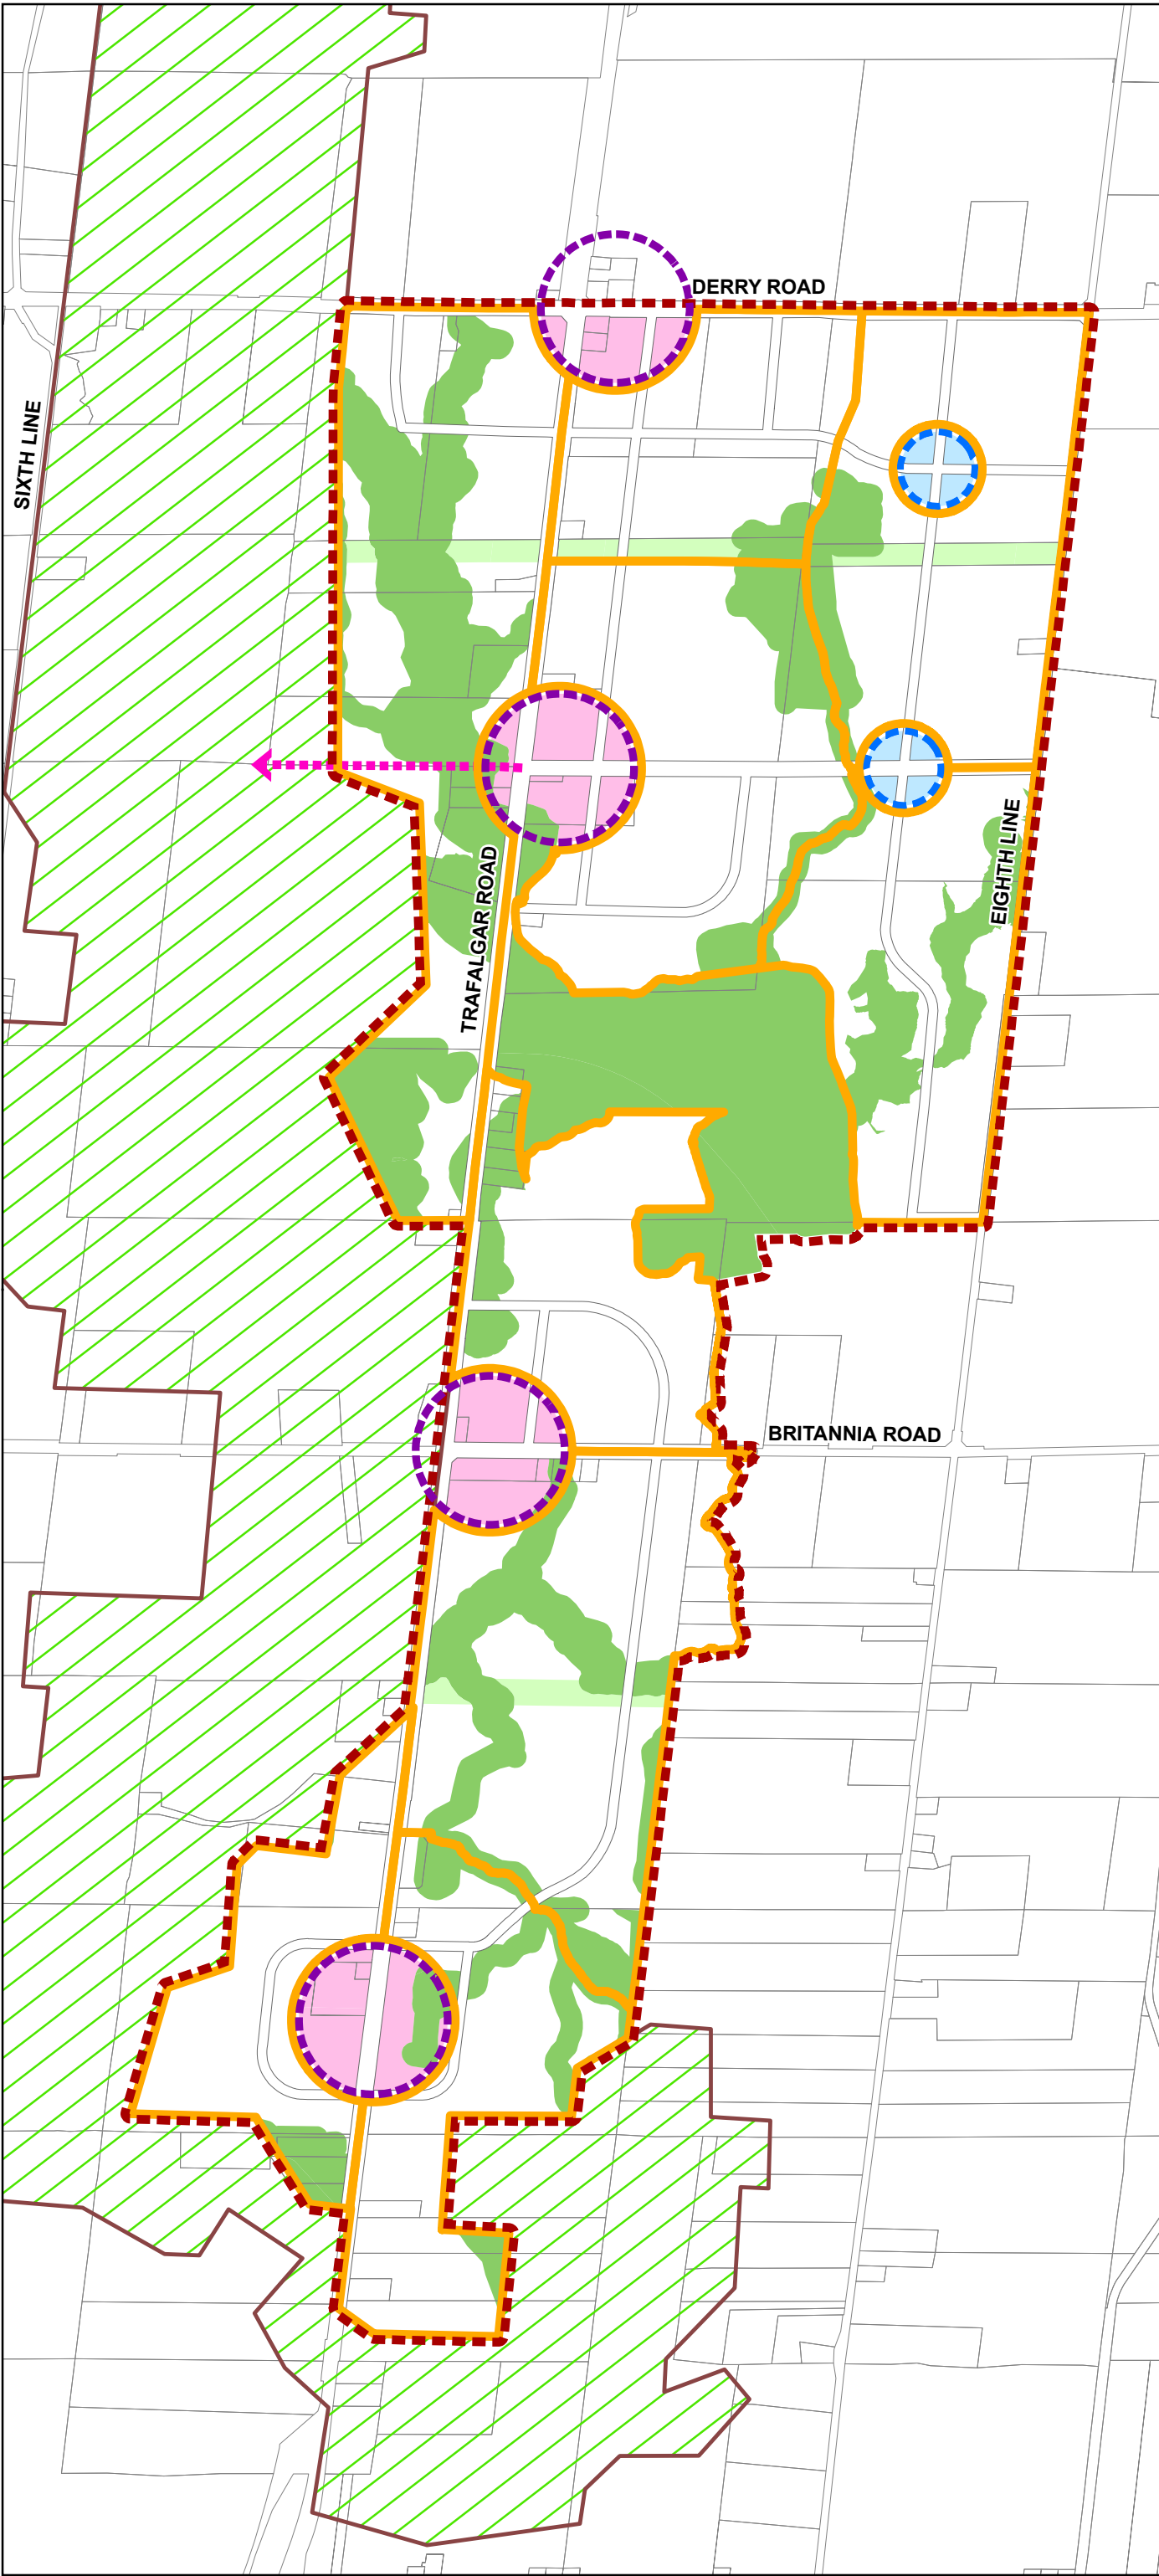 DERRY ROAD
SIXTH LINE
EIGHTH LINE
TRAFALGAR ROAD
BRITANNIA ROAD